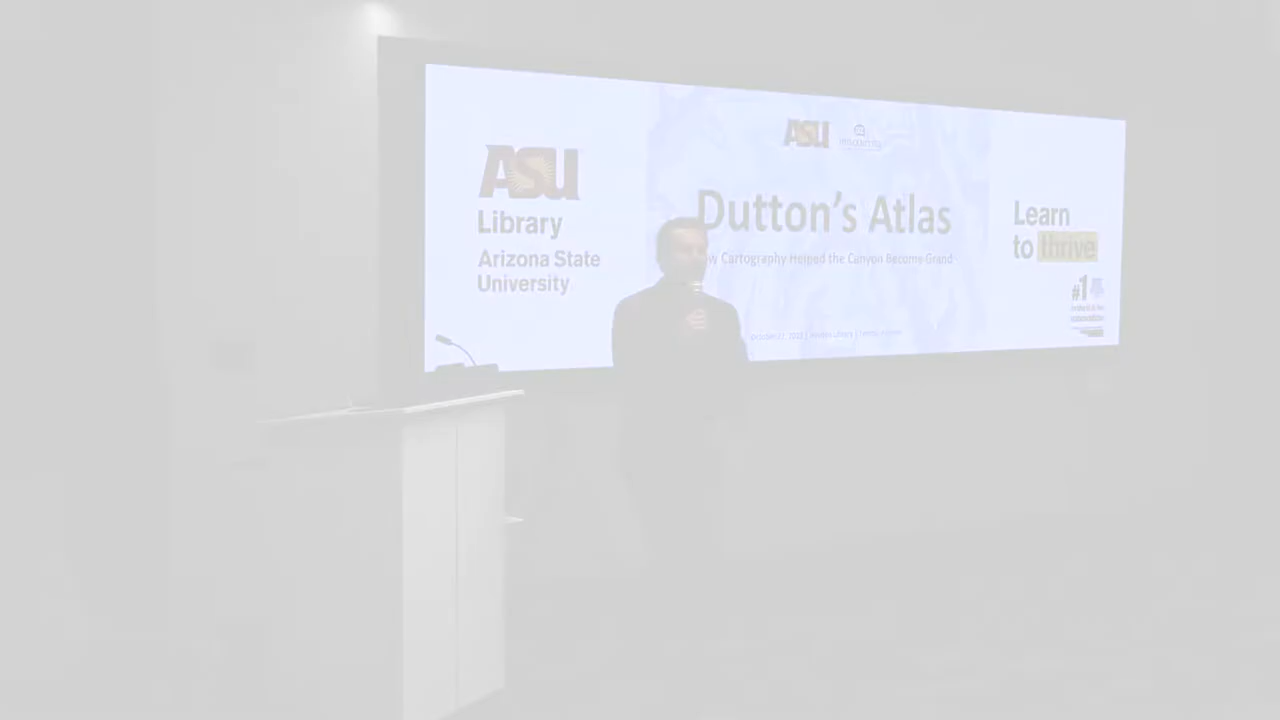 ASU
Library
Arizona State
University
ASU
Dutton's Atlas
Cartography Helped the Canyon Become Grand
Learn
to thrive
#1